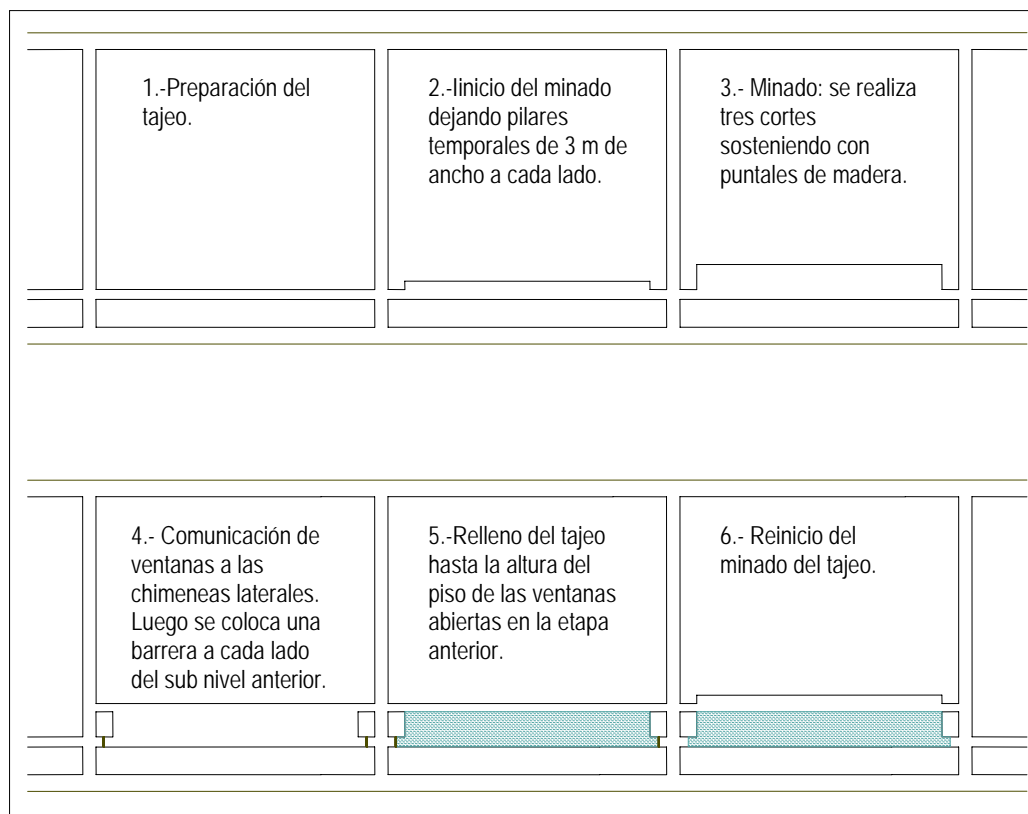 1.-Preparación del
tajeo.
2.-Iinicio del minado
dejando pilares
temporales de 3 m de
ancho a cada lado.
3.- Minado: se realiza
tres cortes
sosteniendo con
puntales de madera.
4.- Comunicación de
ventanas a las
chimeneas laterales.
Luego se coloca una
barrera a cada lado
del sub nivel anterior.
5.-Relleno del tajeo
hasta la altura del
piso de las ventanas
abiertas en la etapa
anterior.
6.- Reinicio del
minado del tajeo.